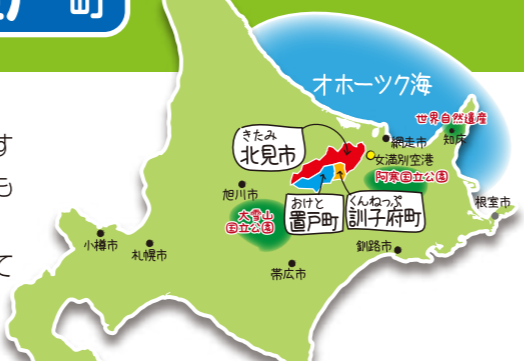 町
オホーツク海
す
も
て
世界自然遺産
知床
きたみ
北見市
網走市
女満別空港
阿寒国立公園
旭川市
おけと
置戸町
くんねっぷ
訓子府町
根室市
大雪山
国立公園
小樽市
札幌市
釧路市
帯広市